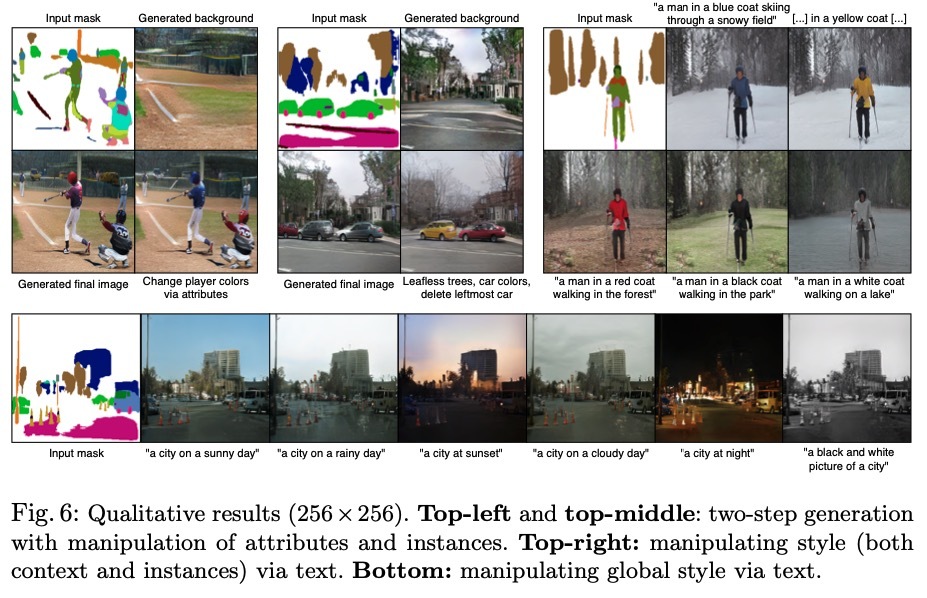 Input mask
Generated background
Generated final image
Change player colors
via attributes
Input mask
Generated background
Generated final image
Leafless trees, car colors,
delete leftmost car
Input mask
"a man in a blue coat skiing
through a snowy field"
[...] in a yellow coat [...]
"a man in a red coat
walking in the forest"
"a man in a black coat
walking in the park"
"a man in a white coat
walking on a lake"
Input mask
"a city on a sunny day"
"a city on a rainy day"
"a city at sunset"
"a city on a cloudy day"
"a city at night"
"a black and white
picture of a city"
Fig. 6: Qualitative results (256 × 256). Top-left and top-middle: two-step generation
with manipulation of attributes and instances. Top-right: manipulating style (both
context and instances) via text. Bottom: manipulating global style via text.